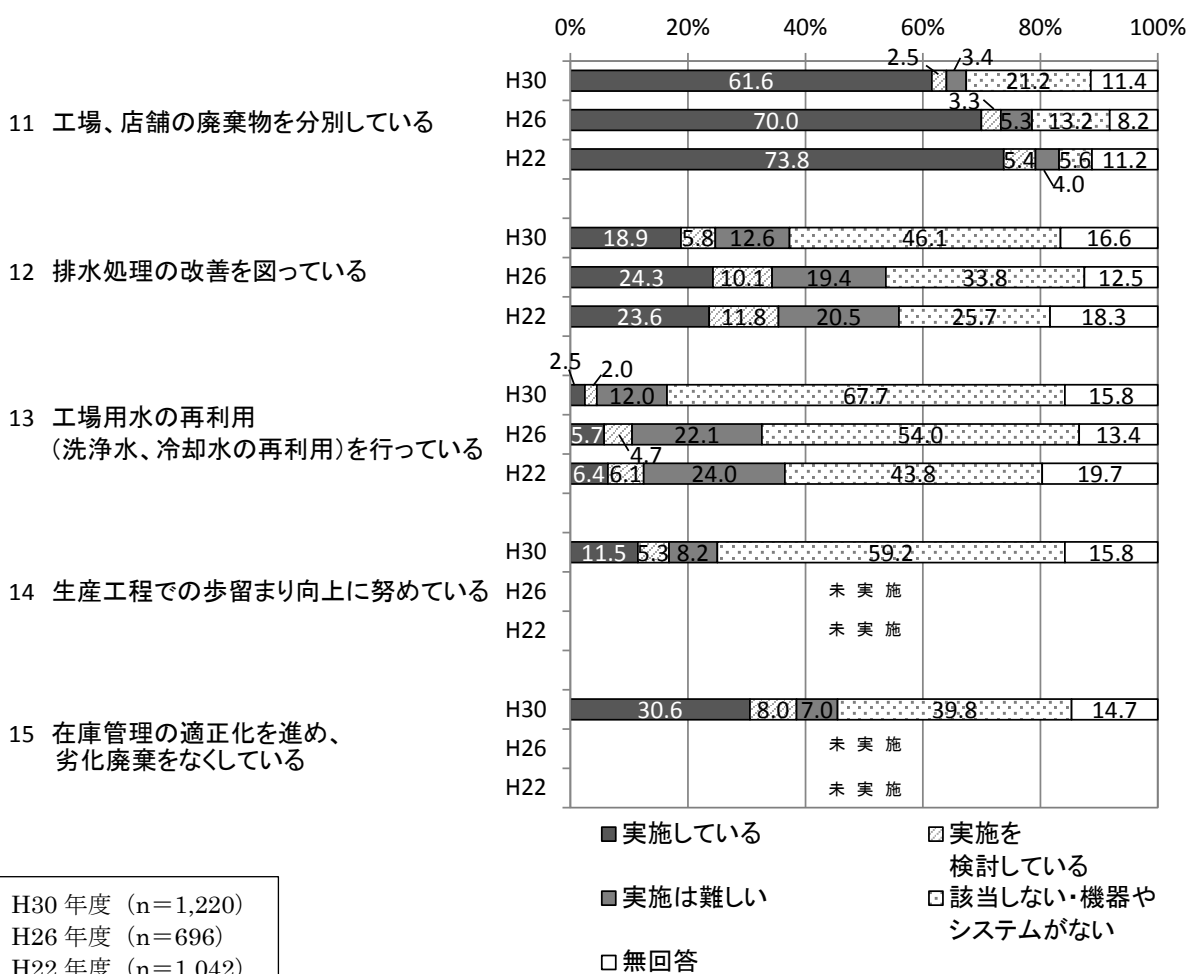 0% 20% 40% 60% 80% 100%
11 工場、店舗の廃棄物を分別している
H30 61.6 2.5 3.4 21.2 11.4
H26 70.0 3.3 5.3 13.2 8.2
H22 73.8 5.4 4.0 5.6 11.2
12 排水処理の改善を図っている
H30 18.9 5.8 12.6 46.1 16.6
H26 24.3 10.1 19.4 33.8 12.5
H22 23.6 11.8 20.5 25.7 18.3
13 工場用水の再利用
(洗浄水、冷却水の再利用)を行っている
H30 2.5 2.0 12.0 67.7 15.8
H26 5.7 4.7 22.1 54.0 13.4
H22 6.4 6.1 24.0 43.8 19.7
14 生産工程での歩留まり向上に努めている
H30 11.5 5.3 8.2 59.2 15.8
H26 未 実 施
H22 未 実 施
15 在庫管理の適正化を進め、
劣化廃棄をなくしている
H30 30.6 8.0 7.0 39.8 14.7
H26 未 実 施
H22 未 実 施
実施している
実施を
検討している
実施は難しい
該当しない・機器や
システムがない
無回答
H30 年度 (n=1,220)
H26 年度 (n=696)
H22 年度 (n=1,042)